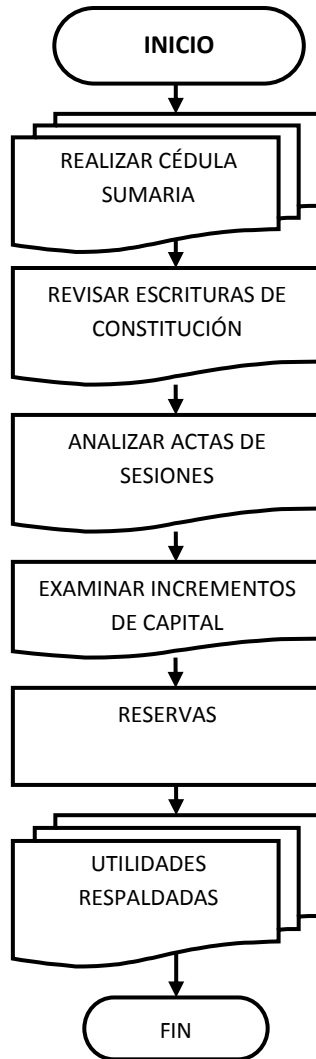 INICIO
REALIZAR CÉDULA
SUMARIA
REVISAR ESCRITURAS DE
CONSTITUCIÓN
ANALIZAR ACTAS DE
SESIONES
EXAMINAR INCREMENTOS
DE CAPITAL
RESERVAS
UTILIDADES
RESPALDADAS
FIN